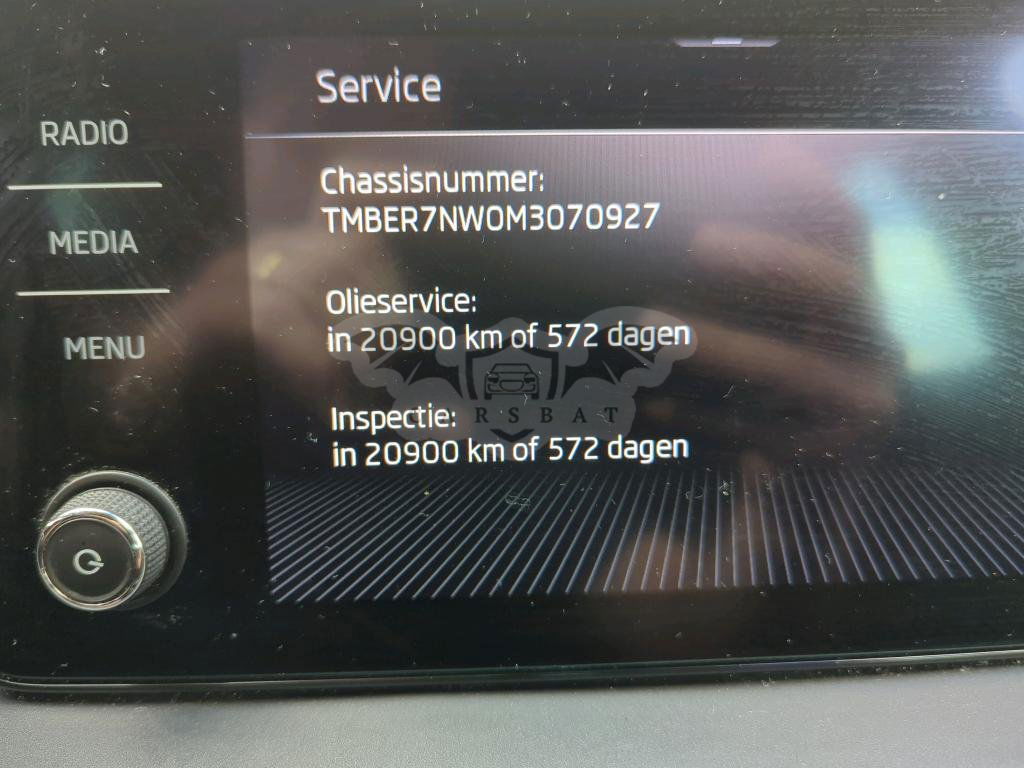 Service
RADIO
MEDIA
MENU
Chassisnummer:
TMBER7NW0M3070927
Olieservice:
in 20900 km of 572 dagen
Inspectie:
in 20900 km of 572 dagen